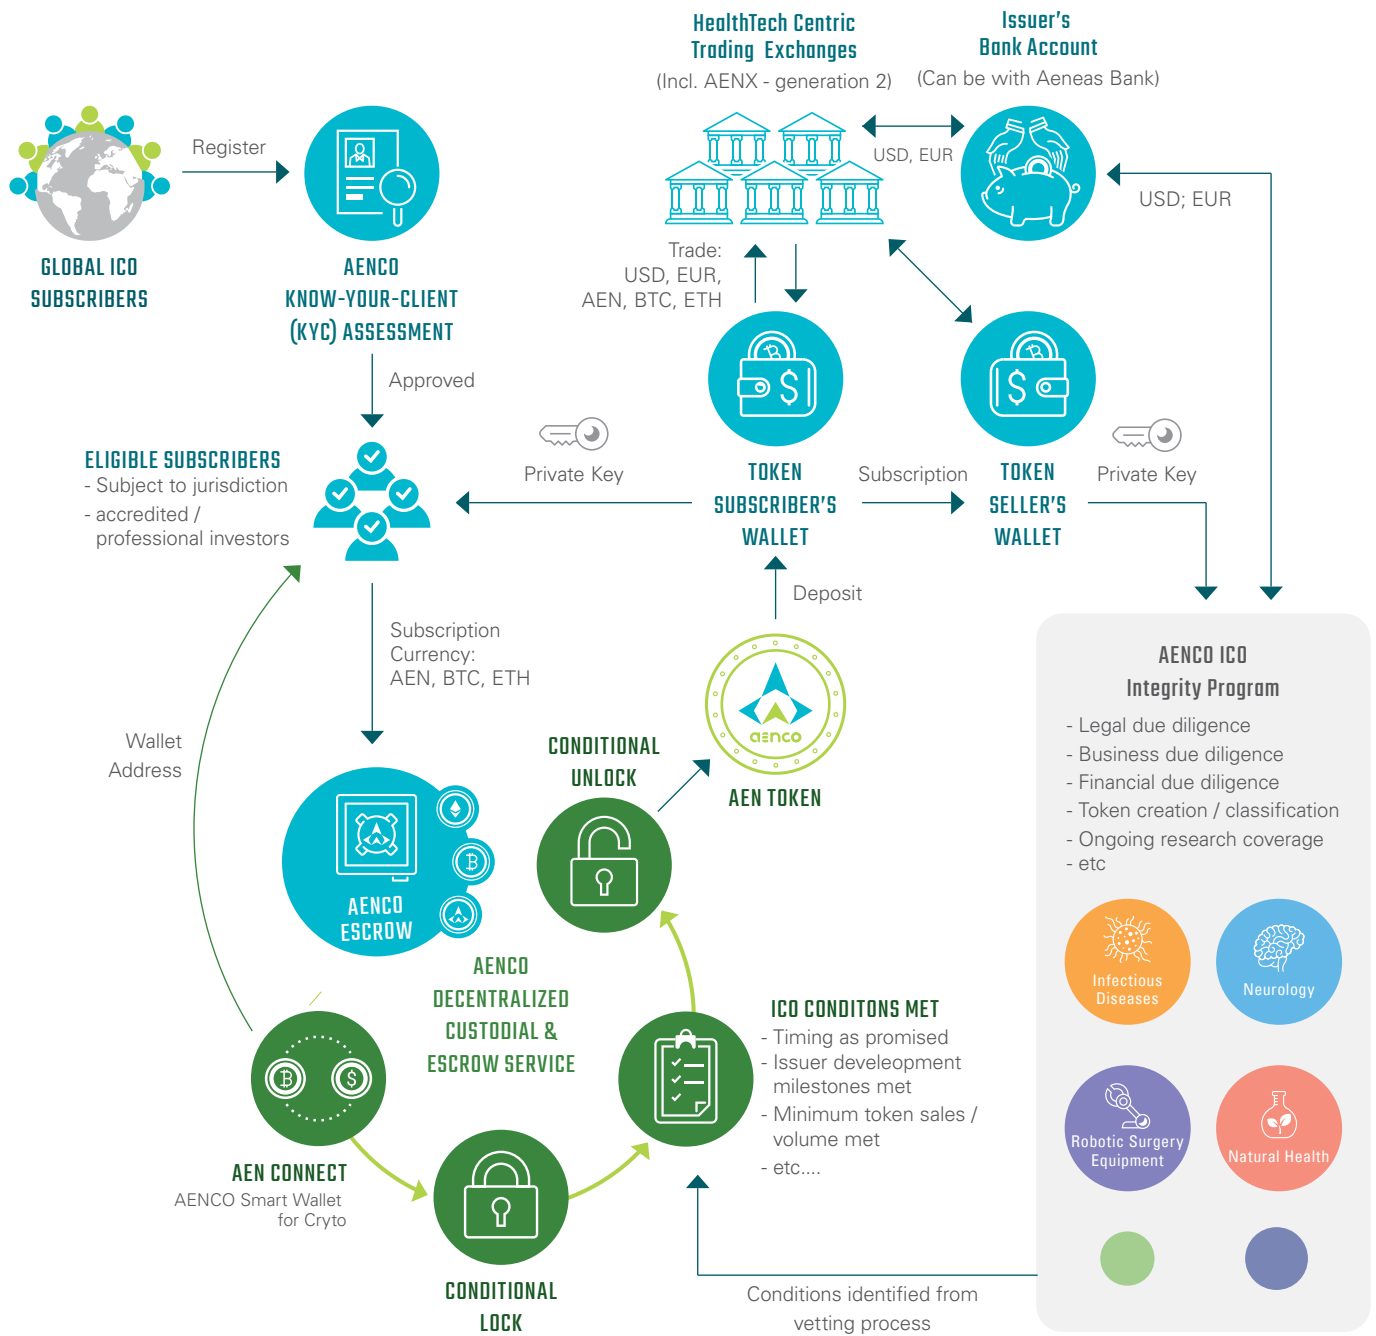 HealthTech Centric
Trading Exchanges
(Incl. AENX - generation 2)
Issuer's
Bank Account
(Can be with Aeneas Bank)
Register
USD, EUR
USD; EUR
GLOBAL ICO
SUBSCRIBERS
AENCO
KNOW-YOUR-CLIENT
(KYC) ASSESSMENT
Trade:
USD, EUR,
AEN, BTC, ETH
Approved
ELIGIBLE SUBSCRIBERS
- Subject to jurisdiction
- accredited /
professional investors
Private Key
TOKEN
SUBSCRIBER'S
WALLET
Subscription
TOKEN
SELLER'S
WALLET
Private Key
Deposit
Subscription
Currency:
AEN, BTC, ETH
Wallet
Address
aenco
AEN TOKEN
CONDITIONAL
UNLOCK
AENCO
ESCROW
AENCO
DECENTRALIZED
CUSTODIAL &
ESCROW SERVICE
ICO CONDITONS MET
- Timing as promised
- Issuer develeopment
milestones met
- Minimum token sales /
volume met
- etc....
AEN CONNECT
AENCO Smart Wallet
for Cryto
CONDITIONAL
LOCK
Conditions identified from
vetting process
AENCO ICO
Integrity Program
- Legal due diligence
- Business due diligence
- Financial due diligence
- Token creation / classification
- Ongoing research coverage
- etc
Infectious
Diseases
Neurology
Robotic Surgery
Equipment
Natural Health